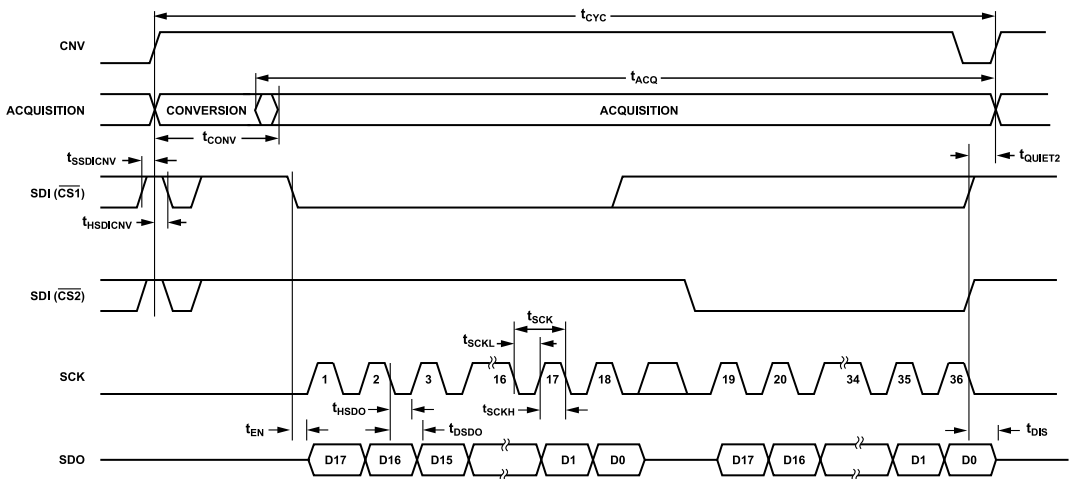 tCYC
CNV
tACQ
ACQUISITION
CONVERSION
ACQUISITION
tCONV
tSSDICNV
tQUIET2
SDI (CS1)
tHSDICNV
SDI (CS2)
tSCK
tSCKL
SCK
1 2 3 16 17 18 19 20 34 35 36
tHSDO
tSCKH
tEN
tDSDO
tDIS
SDO
D17 D16 D15 D1 D0 D17 D16 D1 D0